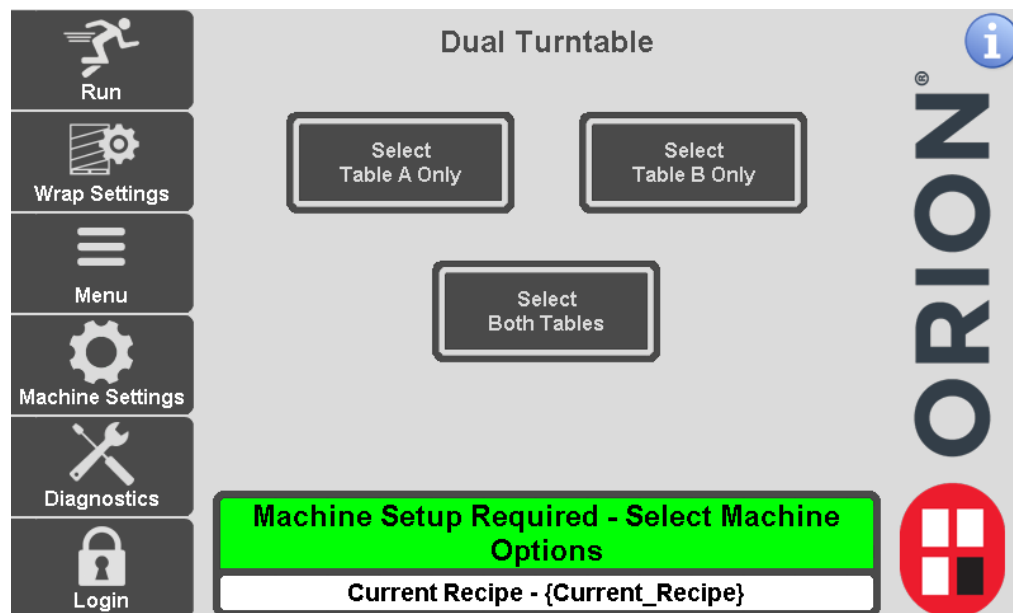 Run
Wrap Settings
Menu
Machine Settings
Diagnostics
Login
Dual Turntable
Select
Table A Only
Select
Table B Only
Select
Both Tables
Machine Setup Required - Select Machine
Options
Current Recipe - {Current_Recipe}
i
ORION®